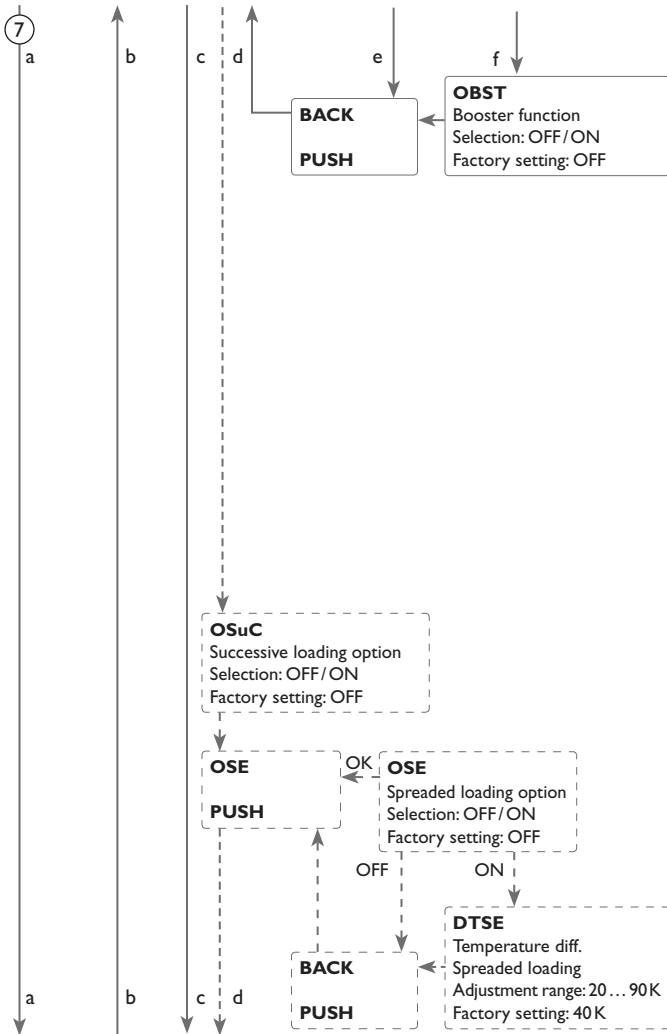 7
a b c d e f
BACK
PUSH
OBST
Booster function
Selection: OFF/ON
Factory setting: OFF
OSuC
Successive loading option
Selection: OFF/ON
Factory setting: OFF
OSE
PUSH
OK
OSE
Spreaded loading option
Selection: OFF/ON
Factory setting: OFF
OFF ON
BACK
PUSH
DTSE
Temperature diff.
Spreaded loading
Adjustment range: 20 ... 90 K
Factory setting: 40 K
a b c d